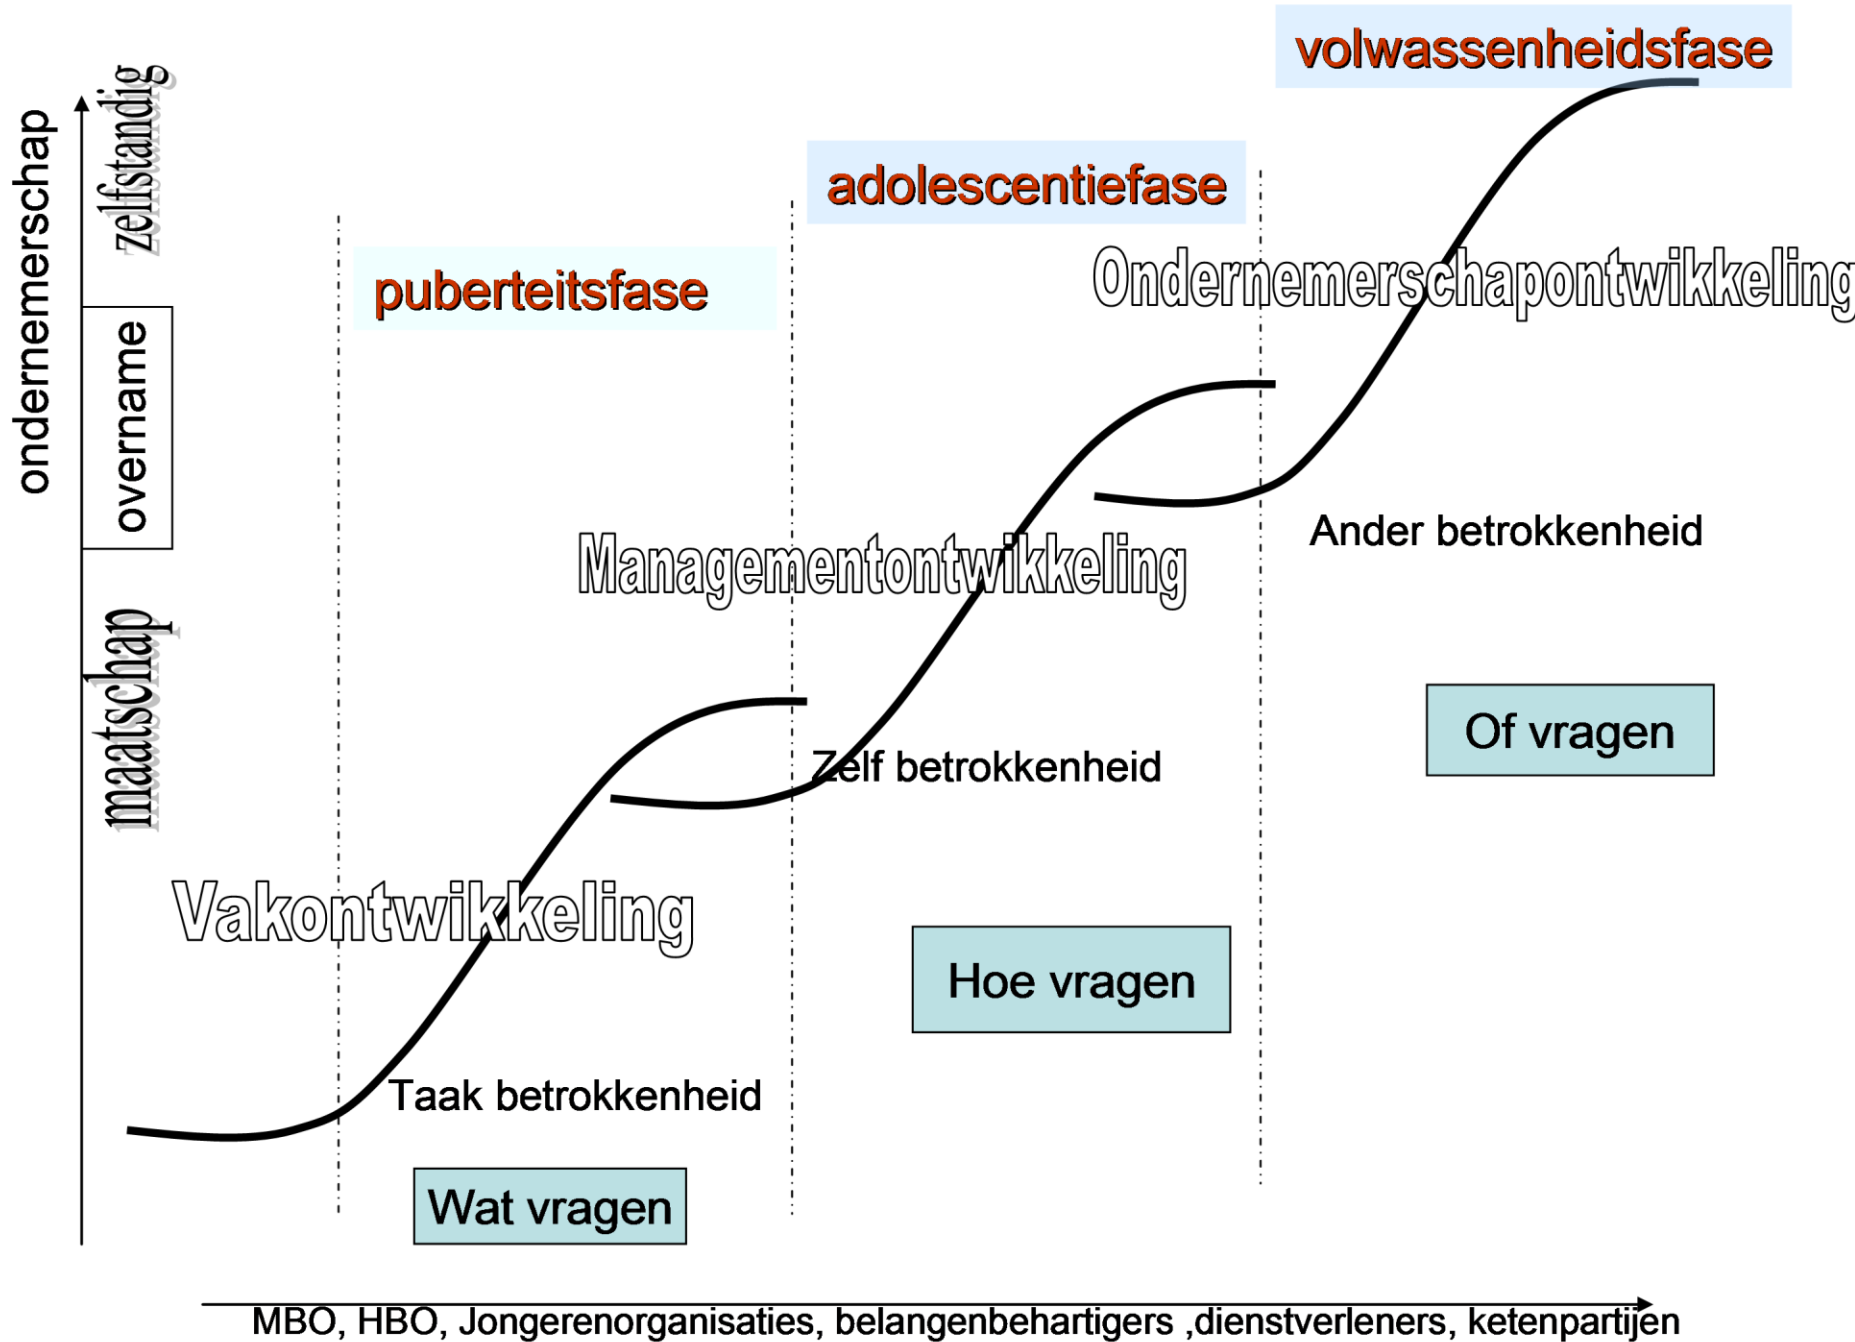 volwassenheidsfase
adolescentiefase
puberteitsfase
ondernemerschap
zelfstandig
overname
maatschap
Ondernemerschapontwikkeling
Managementontwikkeling
Vakontwikkeling
Ander betrokkenheid
Zelf betrokkenheid
Taak betrokkenheid
Of vragen
Hoe vragen
Wat vragen
MBO, HBO, Jongerenorganisaties, belangenbehartigers ,dienstverleners, ketenpartijen